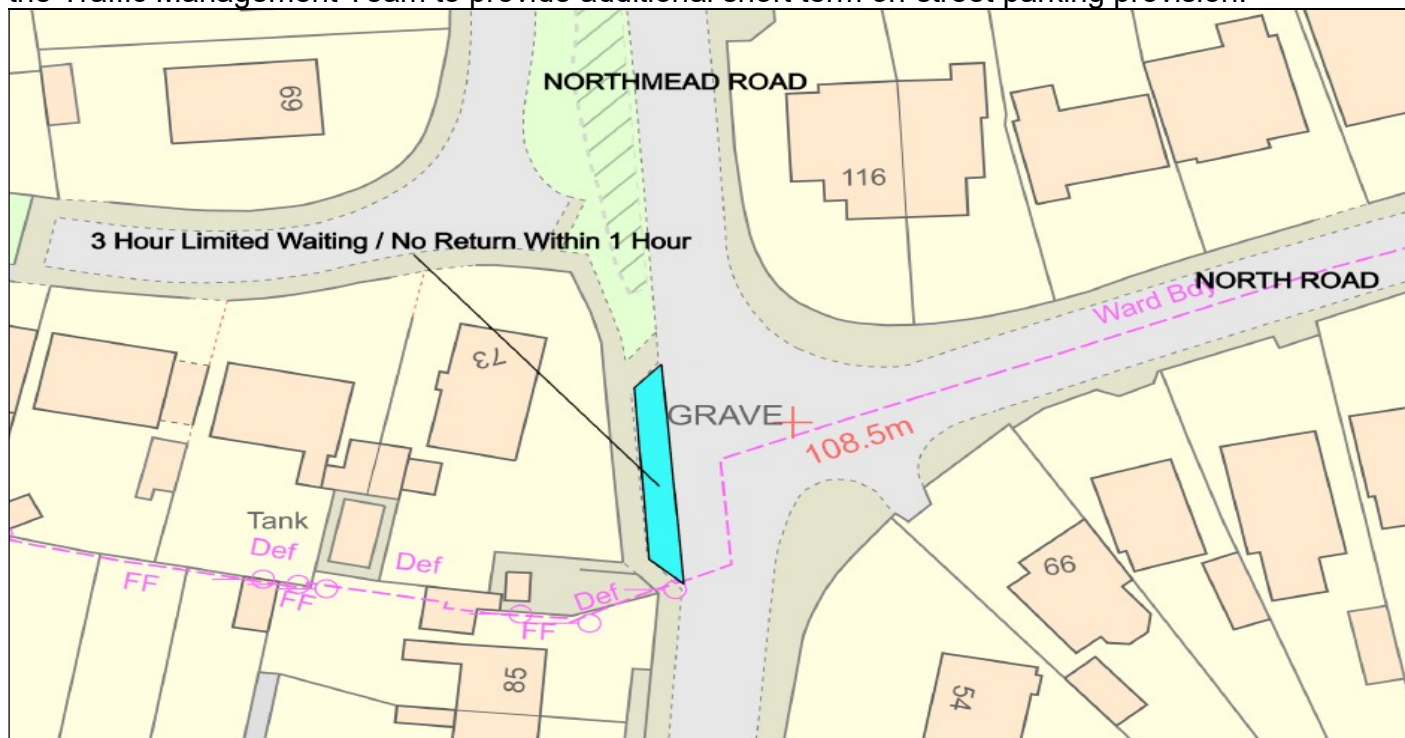 the Traffic Management Team to provide additional short term on-street parking provision.
NORTHMEAD ROAD
69
116
3 Hour Limited Waiting / No Return Within 1 Hour
NORTH ROAD
Ward Bdy
73
GRAVE
108.5m
Tank
Def
Def
FF
FF
Def
FF
66
58
54